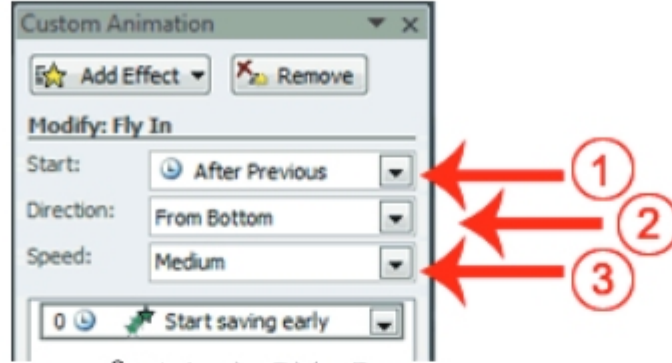 Custom Animation
Add Effect Remove
Modify: Fly In
Start: After Previous 1
Direction: From Bottom 2
Speed: Medium 3
0 Start saving early